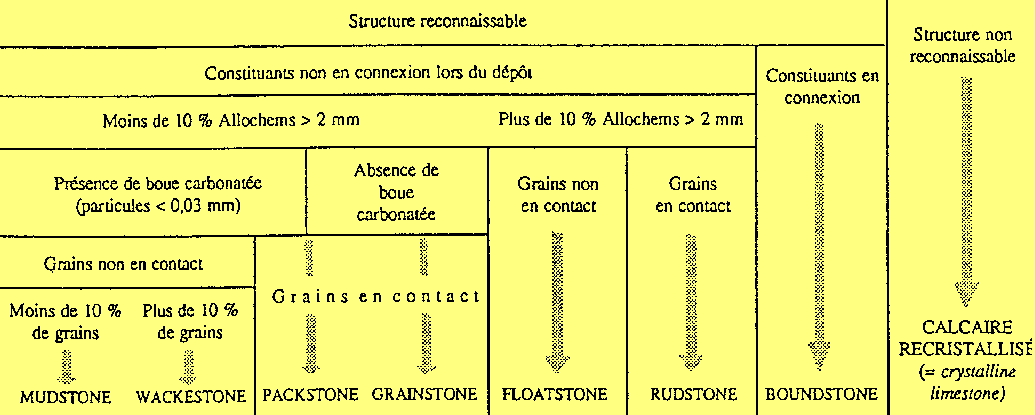 Structure reconnaissable
Structure non
reconnaissable
Constituants non en connexion lors du dépôt
Constituants en
connexion
Moins de 10 % Allochems > 2 mm
Plus de 10 % Allochems > 2 mm
Présence de boue carbonatée
(particules < 0,03 mm)
Absence de
boue
carbonatée
Grains non
en contact
Grains
en contact
Grains non en contact
Grains en contact
Moins de 10 %
de grains
Plus de 10 %
de grains
MUDSTONE
WACKESTONE
PACKSTONE
GRAINSTONE
FLOATSTONE
RUDSTONE
BOUNDSTONE
CALCAIRE
RECRISTALLISÉ
(= crystalline
limestone)